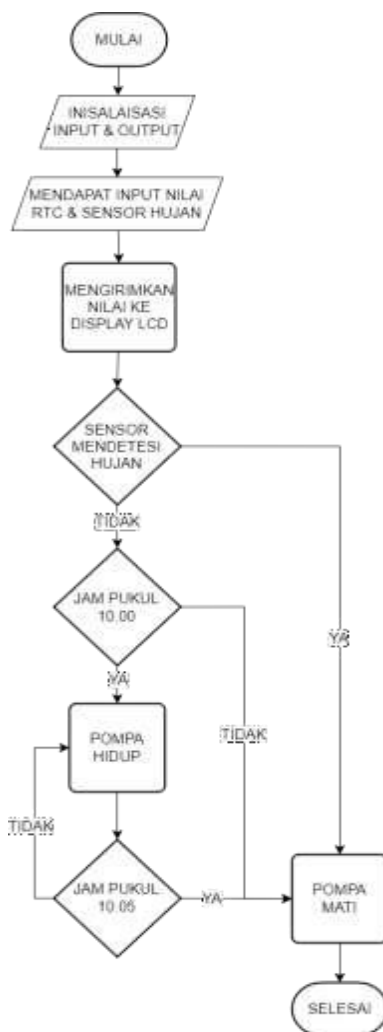 MULAI
INISALAISASI
INPUT & OUTPUT
MENDAPAT INPUT NILAI
RTC & SENSOR HUJAN
MENGIRIMKAN
NILAI KE
DISPLAY LCD
SENSOR
MENDETESI
HUJAN
TIDAK
JAM PUKUL
10.00
YA
YA
POMPA
HIDUP
TIDAK
TIDAK
JAM PUKUL
10.05
YA
POMPA
MATI
SELESAI